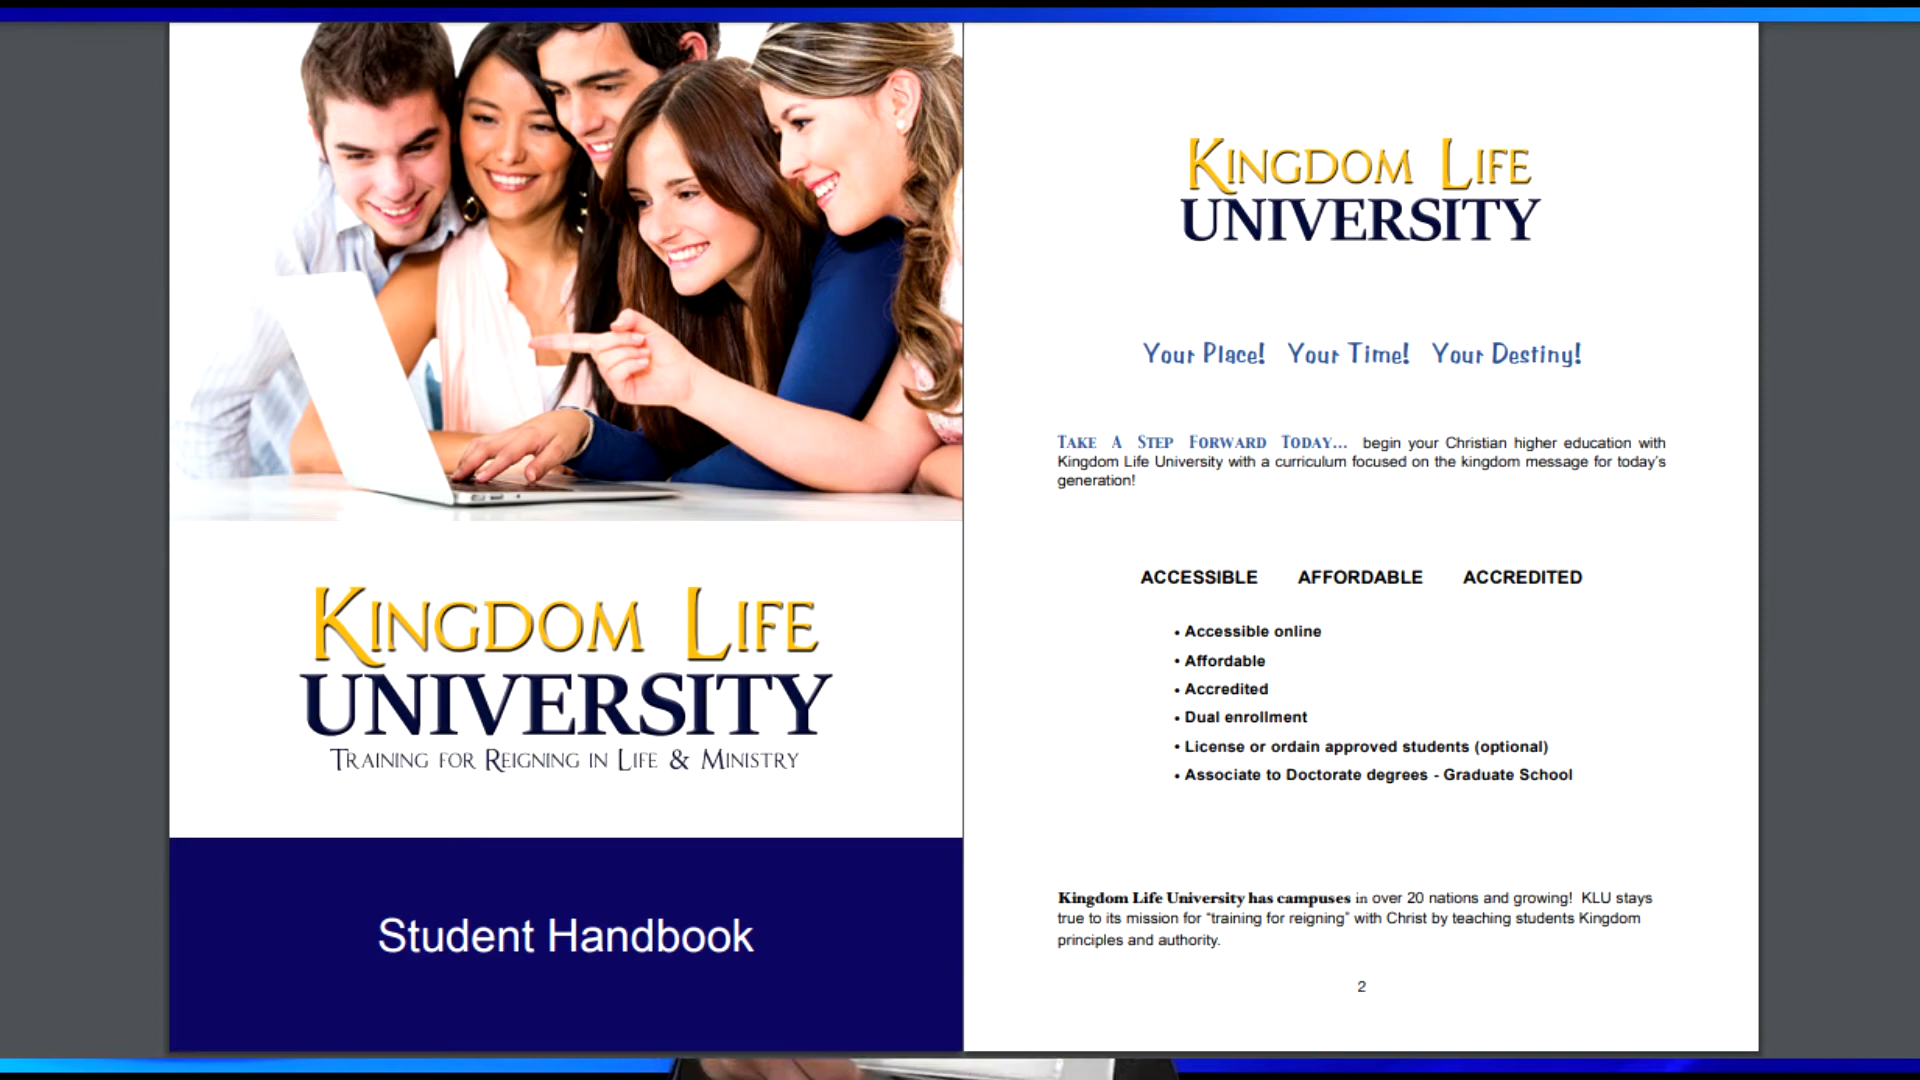 KINGDOM LIFE
UNIVERSITY
TRAINING FOR REIGNING IN LIFE & MINISTRY
Student Handbook
KINGDOM LIFE
UNIVERSITY
Your Place! Your Time! Your Destiny!
TAKE A STEP FORWARD TODAY... begin your Christian higher education with
Kingdom Life University with a curriculum focused on the kingdom message for today's
generation!
ACCESSIBLE AFFORDABLE ACCREDITED
• Accessible online
• Affordable
• Accredited
• Dual enrollment
• License or ordain approved students (optional)
• Associate to Doctorate degrees - Graduate School
Kingdom Life University has campuses in over 20 nations and growing! KLU stays
true to its mission for “training for reigning” with Christ by teaching students Kingdom
principles and authority.
2